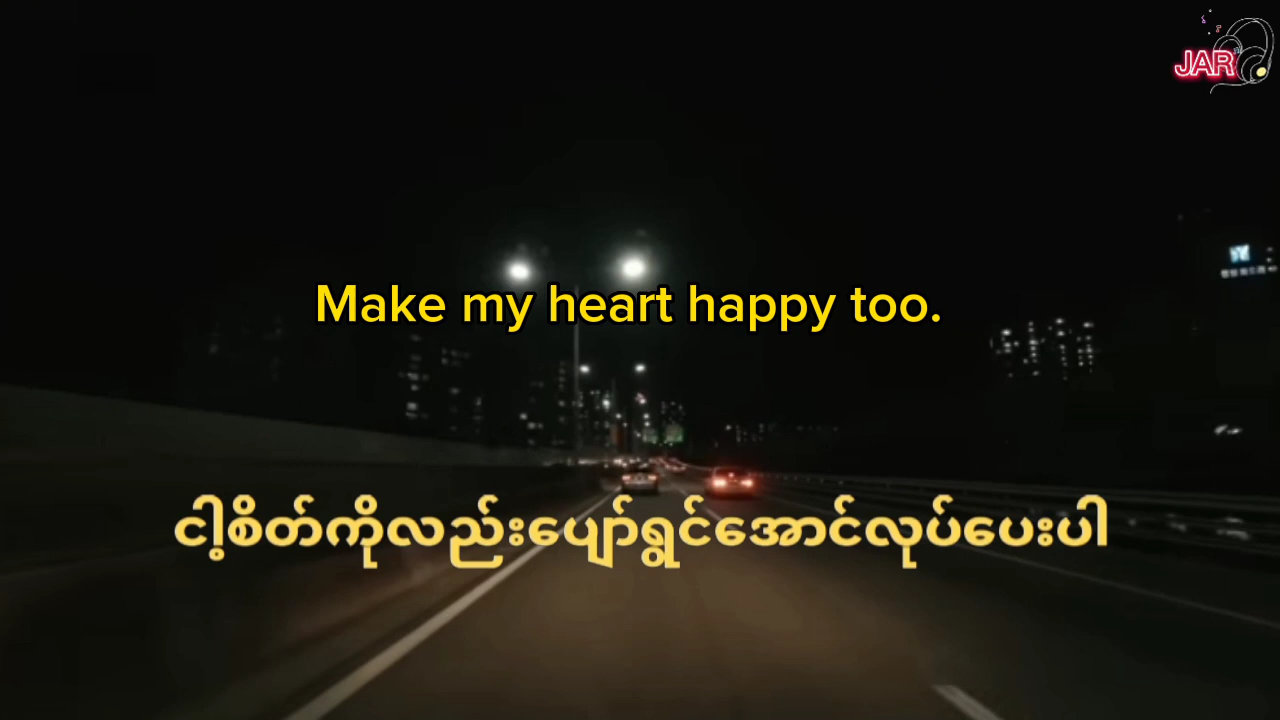 JAR
Make my heart happy too.
ငါ့စိတ်ကိုလည်းပျော်ရွှင်အောင်လုပ်ပေးပါ